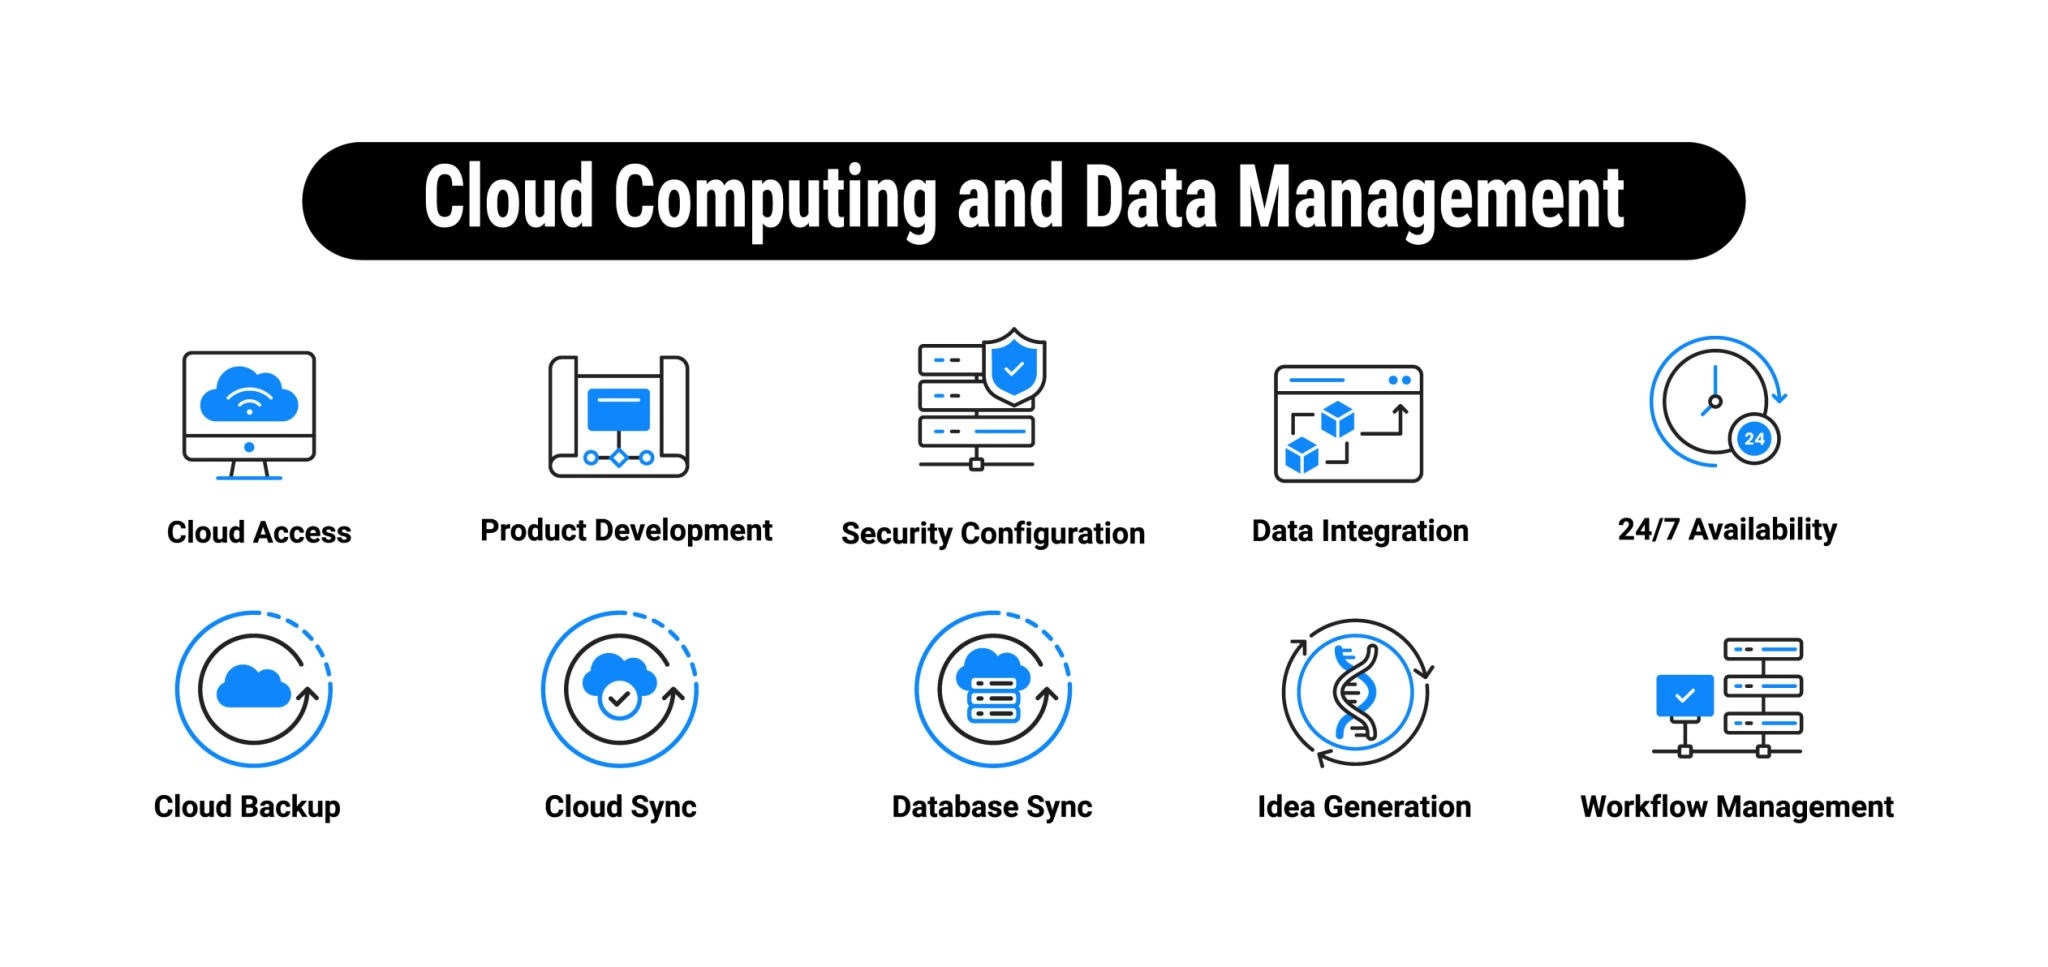 Cloud Computing and Data Management
Cloud Access
Product Development
Security Configuration
Data Integration
24
24/7 Availability
Cloud Backup
Cloud Sync
Database Sync
Idea Generation
Workflow Management